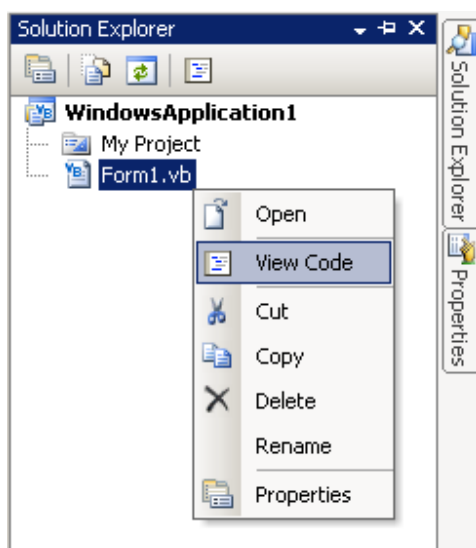 Solution Explorer
WindowsApplication1
My Project
Form1.vb
Open
View Code
Cut
Copy
Delete
Rename
Properties
Solution Explorer
Properties